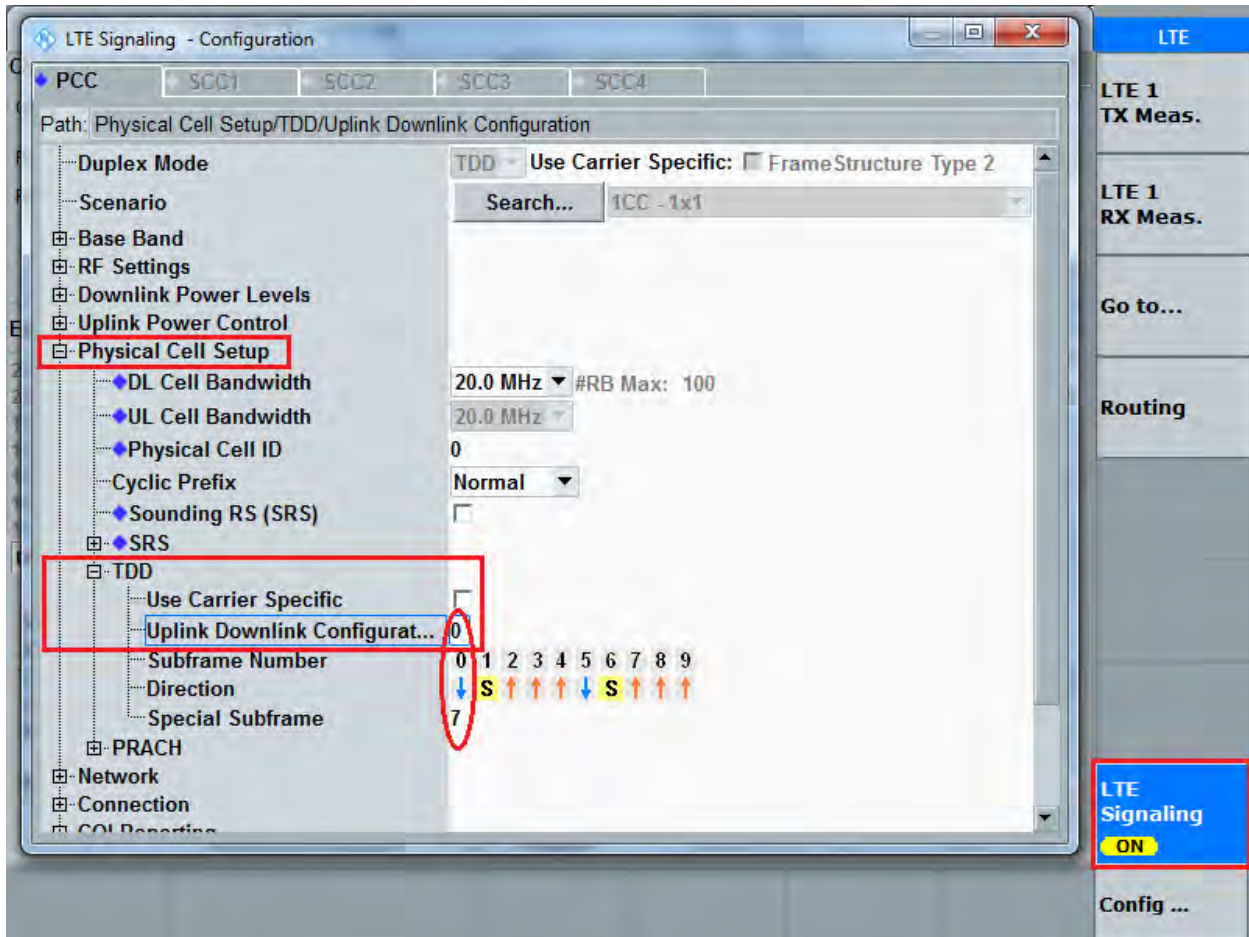 LTE Signaling - Configuration
LTE
PCC SCC1 SCC2 SCC3 SCC4
Path: Physical Cell Setup/TDD/Uplink Downlink Configuration
Duplex Mode TDD Use Carrier Specific: FrameStructure Type 2
Scenario Search... 1CC - 1x1
Base Band
RF Settings
Downlink Power Levels
Uplink Power Control
Physical Cell Setup
DL Cell Bandwidth 20.0 MHz #RB Max: 100
UL Cell Bandwidth 20.0 MHz
Physical Cell ID 0
Cyclic Prefix Normal
Sounding RS (SRS)
SRS
TDD
Use Carrier Specific
Uplink Downlink Configurat... 0
Subframe Number 0 1 2 3 4 5 6 7 8 9
Direction ↓ S ↑ ↑ ↑ ↓ S ↑ ↑ ↑
Special Subframe 7
PRACH
Network
Connection
CQI Reporting
LTE 1
TX Meas.
LTE 1
RX Meas.
Go to...
Routing
LTE
Signaling
ON
Config ...